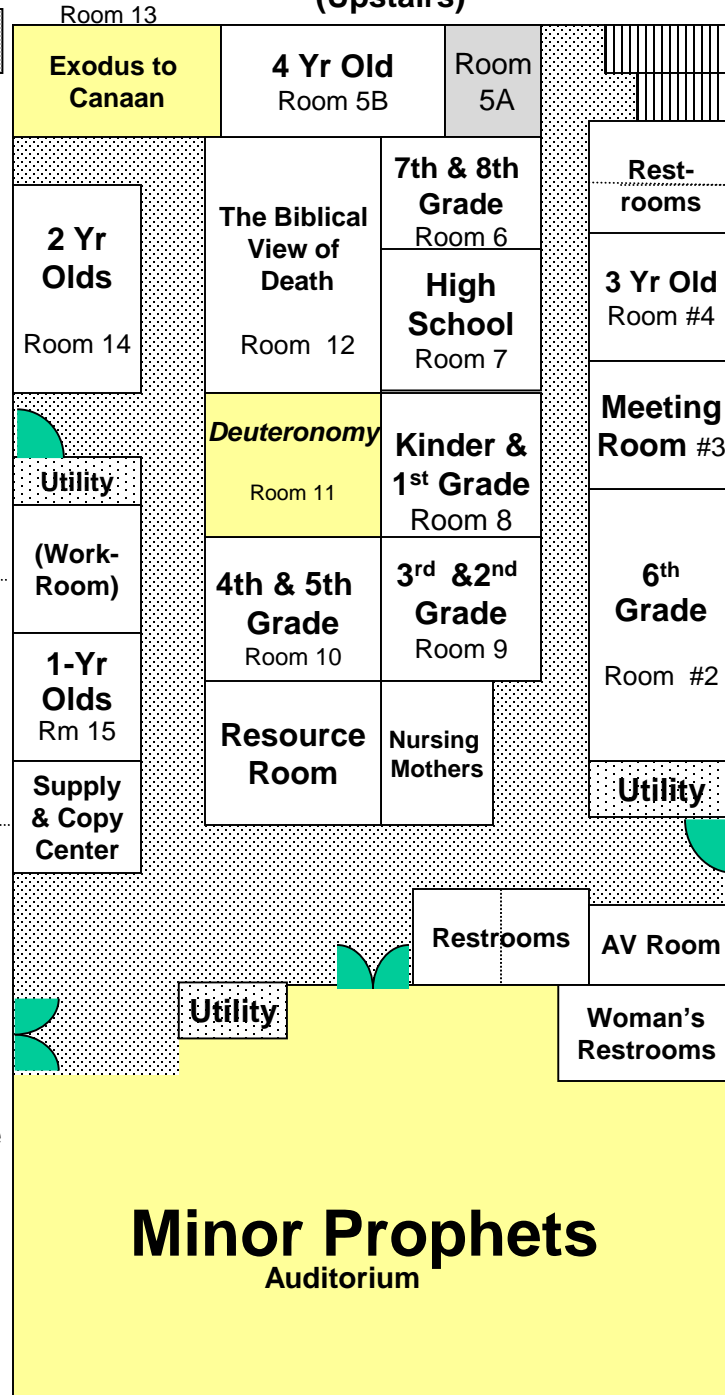 (Upstairs)
Room 13
Exodus to
Canaan
4 Yr Old
Room 5B
Room
5A
7th & 8th
Grade
Room 6
Rest-
rooms
The Biblical
View of
Death
Room 12
2 Yr
Olds
Room 14
High
School
Room 7
3 Yr Old
Room #4
Meeting
Room #3
Deuteronomy
Room 11
Kinder &
1st Grade
Room 8
Utility
(Work-
Room)
4th & 5th
Grade
Room 10
3rd &2nd
Grade
Room 9
6th
Grade
Room #2
1-Yr
Olds
Rm 15
Resource
Room
Nursing
Mothers
Supply
& Copy
Center
Utility
Restrooms
AV Room
Utility
Woman’s
Restrooms
Minor Prophets
Auditorium